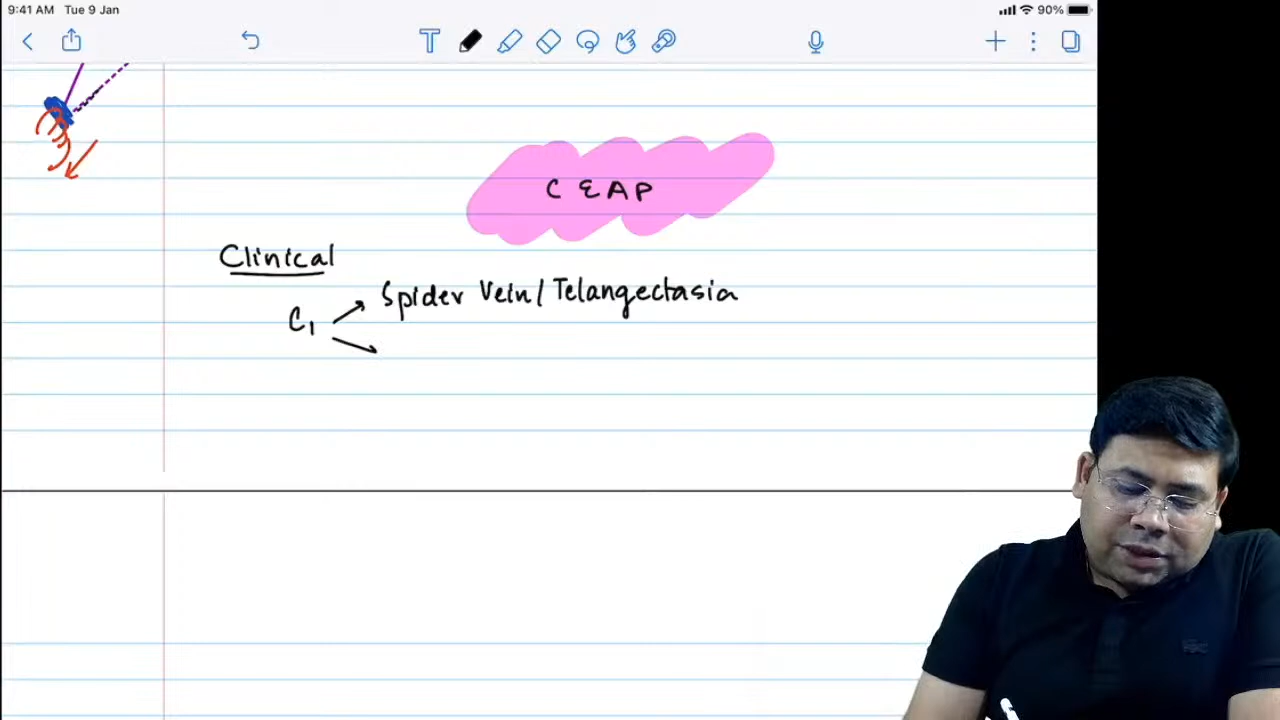 9:41 AM Tue 9 Jan 90%
T
C E A P
Clinical
C1 Spider Vein/Telangectasia